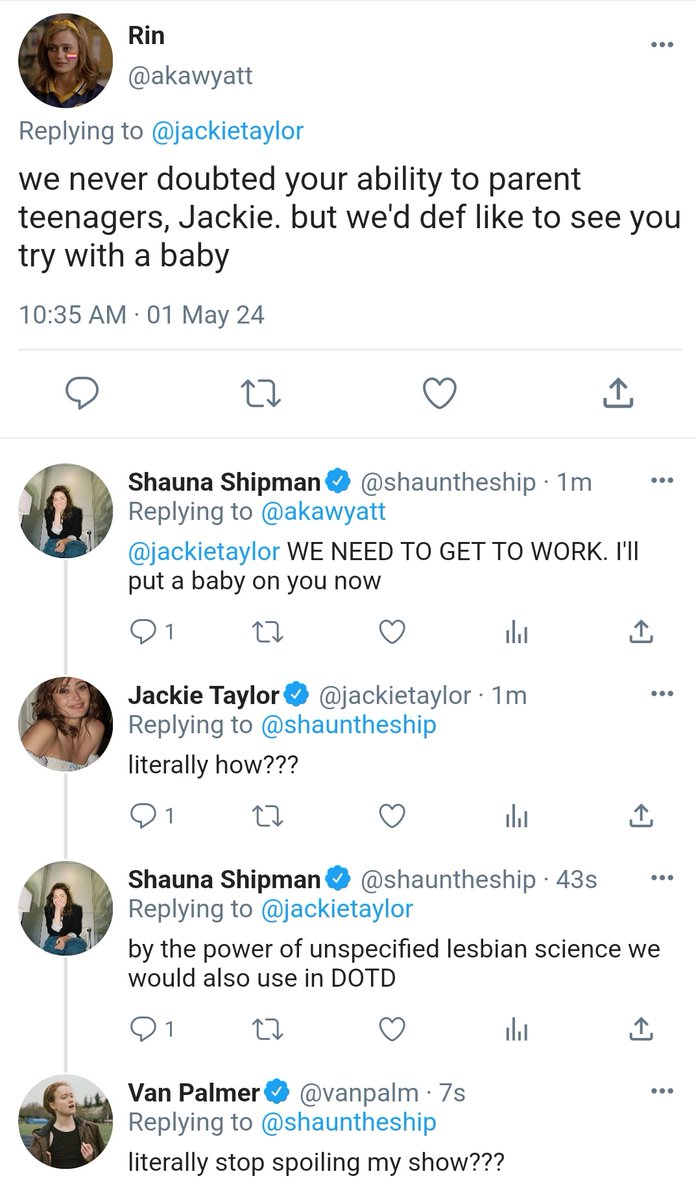 Rin
@akawyatt
Replying to @jackietaylor
we never doubted your ability to parent
teenagers, Jackie. but we'd def like to see you
try with a baby
10:35 AM · 01 May 24
Shauna Shipman @shauntheship · 1m
Replying to @akawyatt
@jackietaylor WE NEED TO GET TO WORK. I'll
put a baby on you now
1
Jackie Taylor @jackietaylor · 1m
Replying to @shauntheship
literally how???
1
Shauna Shipman @shauntheship · 43s
Replying to @jackietaylor
by the power of unspecified lesbian science we
would also use in DOTD
1
Van Palmer @vanpalm · 7s
Replying to @shauntheship
literally stop spoiling my show???